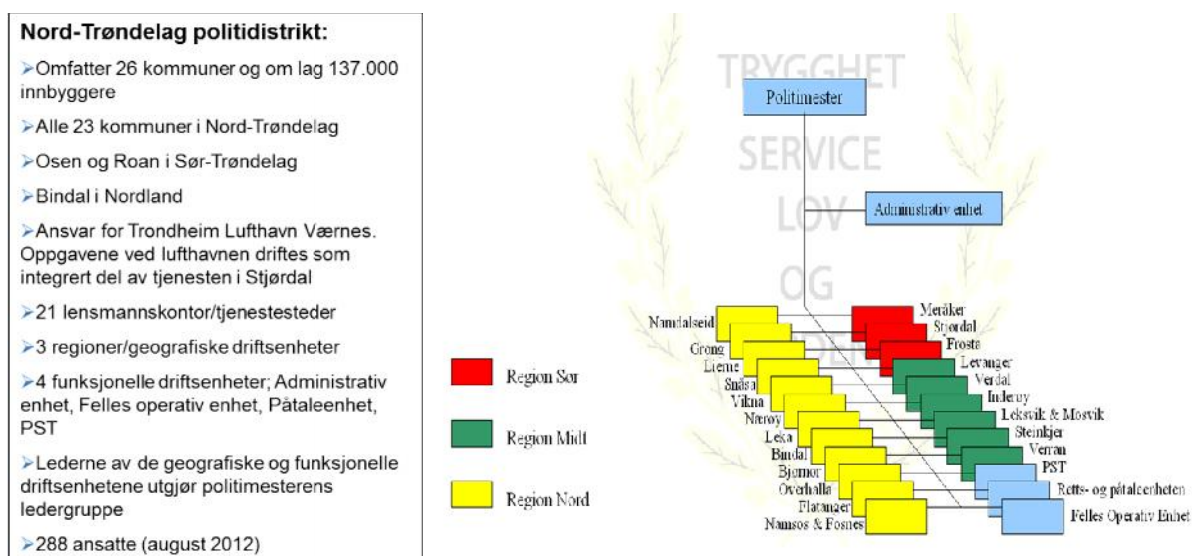 Nord-Trøndelag politidistrikt:
➢Omfatter 26 kommuner og om lag 137.000
innbyggere
➢Alle 23 kommuner i Nord-Trøndelag
➢Osen og Roan i Sør-Trøndelag
➢Bindal i Nordland
➢Ansvar for Trondheim Lufthavn Værnes.
Oppgavene ved lufthavnen driftes som
integrert del av tjenesten i Stjørdal
➢21 lensmannskontor/tjenestesteder
➢3 regioner/geografiske driftsenheter
➢4 funksjonelle driftsenheter; Administrativ
enhet, Felles operativ enhet, Påtaleenhet,
PST
➢Lederne av de geografiske og funksjonelle
driftsenhetene utgjør politimesterens
ledergruppe
➢288 ansatte (august 2012)
TRYGGHET
Politimester
SERVICE
LOV
Administrativ enhet
OG
Namdalseid
Grong
Lierne
Snåsa
Vikna
Nærøy
Leka
Bindal
Bjørnør
Overhalla
Flatanger
Namsos & Fosnes
Meråker
Stjørdal
Frosta
Levanger
Verdal
Inderøy
Leksvik & Mosvik
Steinkjer
Verran
PST
Retts- og påtaleenheten
Felles Operativ Enhet
Region Sør
Region Midt
Region Nord